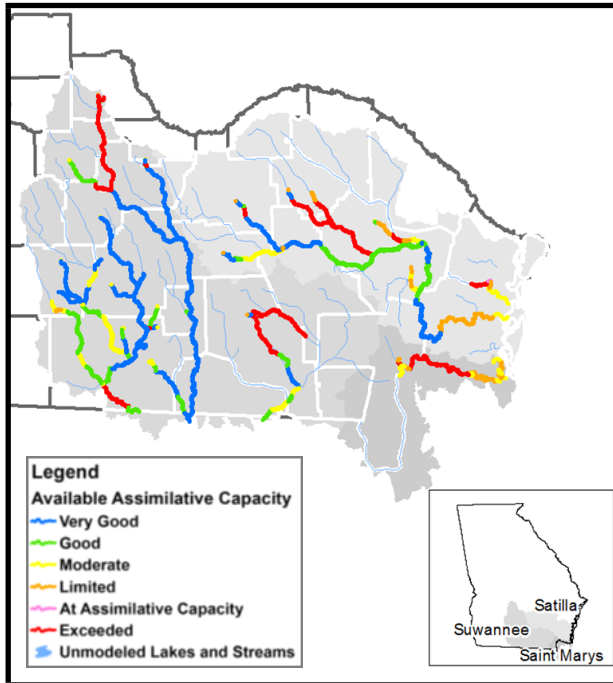 Legend
Available Assimilative Capacity
Very Good
Good
Moderate
Limited
At Assimilative Capacity
Exceeded
Unmodeled Lakes and Streams
Satilla
Suwannee
Saint Marys